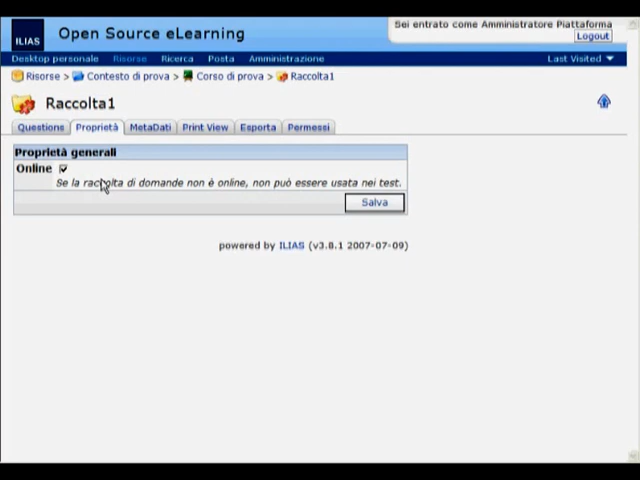 Sei entrato come Amministratore Piattaforma
ILIAS
Open Source eLearning
Logout
Desktop personale Risorse Ricerca Posta Amministrazione Last Visited
Risorse > Contesto di prova > Corso di prova > Raccolta1
Raccolta1
Questions Proprietà MetaDati Print View Esporta Permessi
Proprietà generali
Online
Se la raccolta di domande non è online, non può essere usata nei test.
Salva
powered by ILIAS (v3.8.1 2007-07-09)